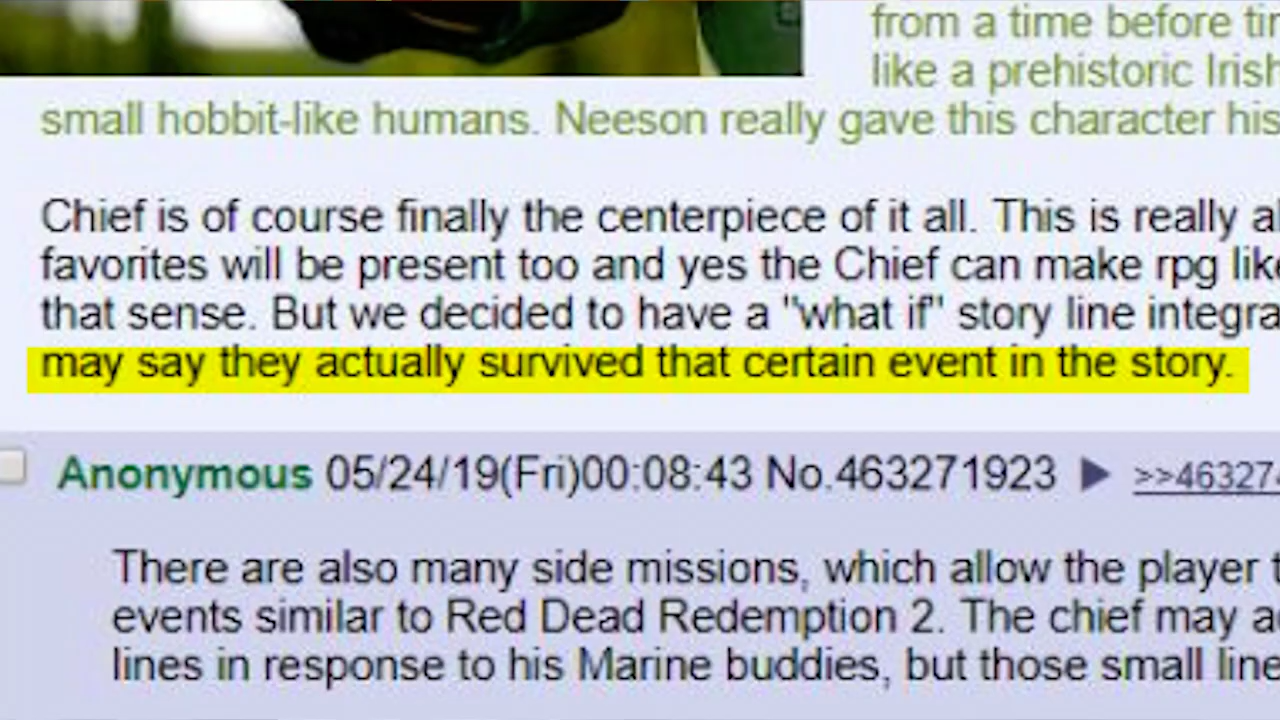 from a time before
like a prehistoric Irish
small hobbit-like humans. Neeson really gave this character his
Chief is of course finally the centerpiece of it all. This is really
favorites will be present too and yes the Chief can make rpg
that sense. But we decided to have a "what if" story line
may say they actually survived that certain event in the story.
Anonymous 05/24/19(Fri)00:08:43 No.463271923 ▶ >>46327
There are also many side missions, which allow the player
events similar to Red Dead Redemption 2. The chief may
lines in response to his Marine buddies, but those small